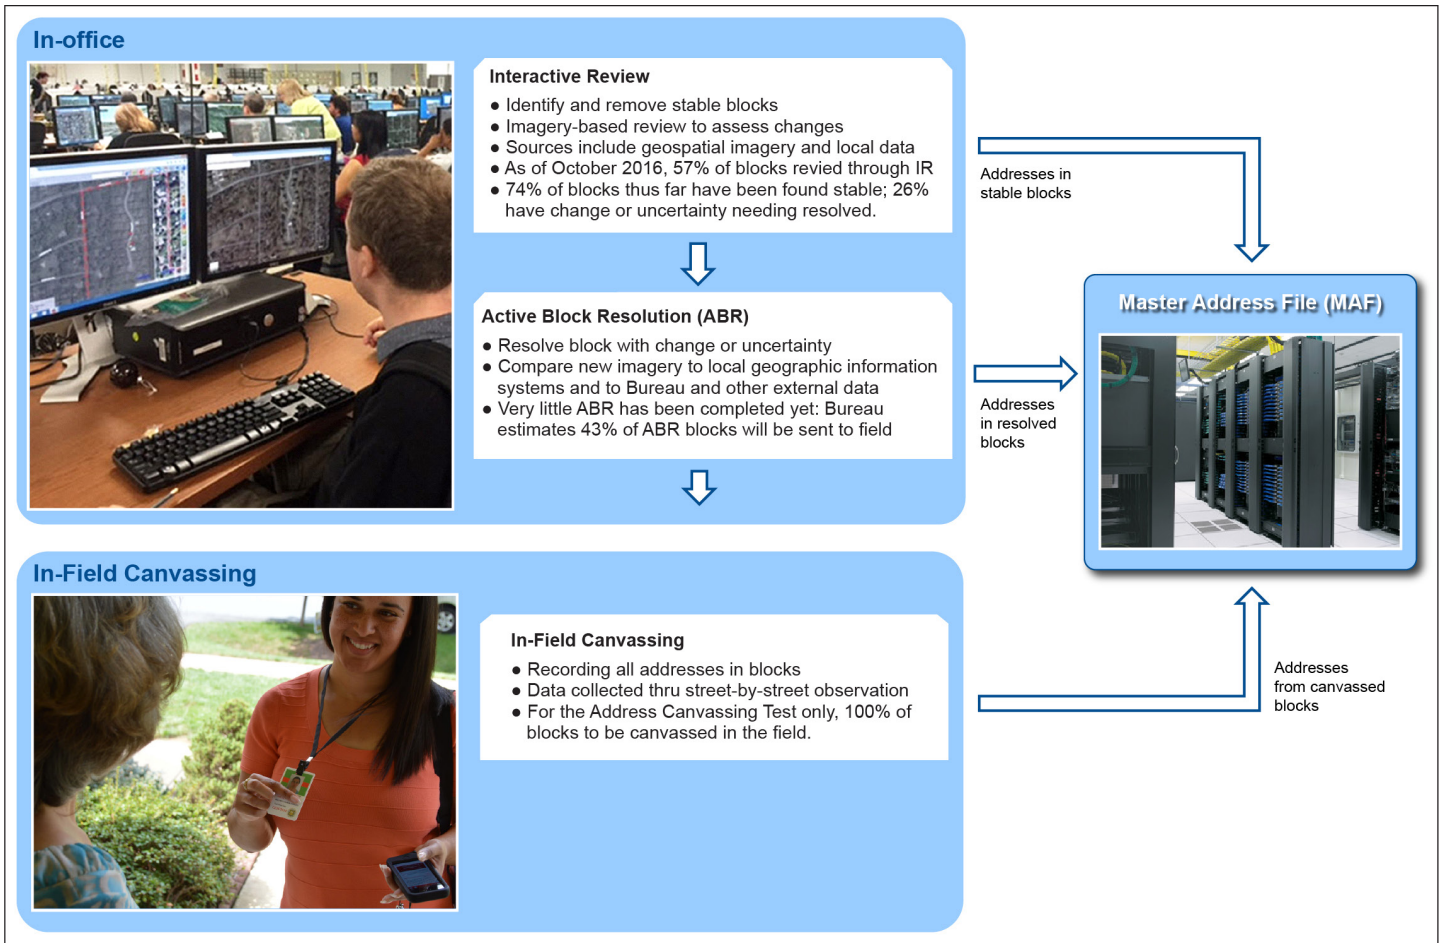 In-office
Interactive Review
● Identify and remove stable blocks
● Imagery-based review to assess changes
● Sources include geospatial imagery and local data
● As of October 2016, 57% of blocks revied through IR
● 74% of blocks thus far have been found stable; 26%
have change or uncertainty needing resolved.
Active Block Resolution (ABR)
● Resolve block with change or uncertainty
● Compare new imagery to local geographic information
systems and to Bureau and other external data
● Very little ABR has been completed yet: Bureau
estimates 43% of ABR blocks will be sent to field
Addresses in
stable blocks
Master Address File (MAF)
Addresses
in resolved
blocks
In-Field Canvassing
In-Field Canvassing
● Recording all addresses in blocks
● Data collected thru street-by-street observation
● For the Address Canvassing Test only, 100% of
blocks to be canvassed in the field.
Addresses
from canvassed
blocks